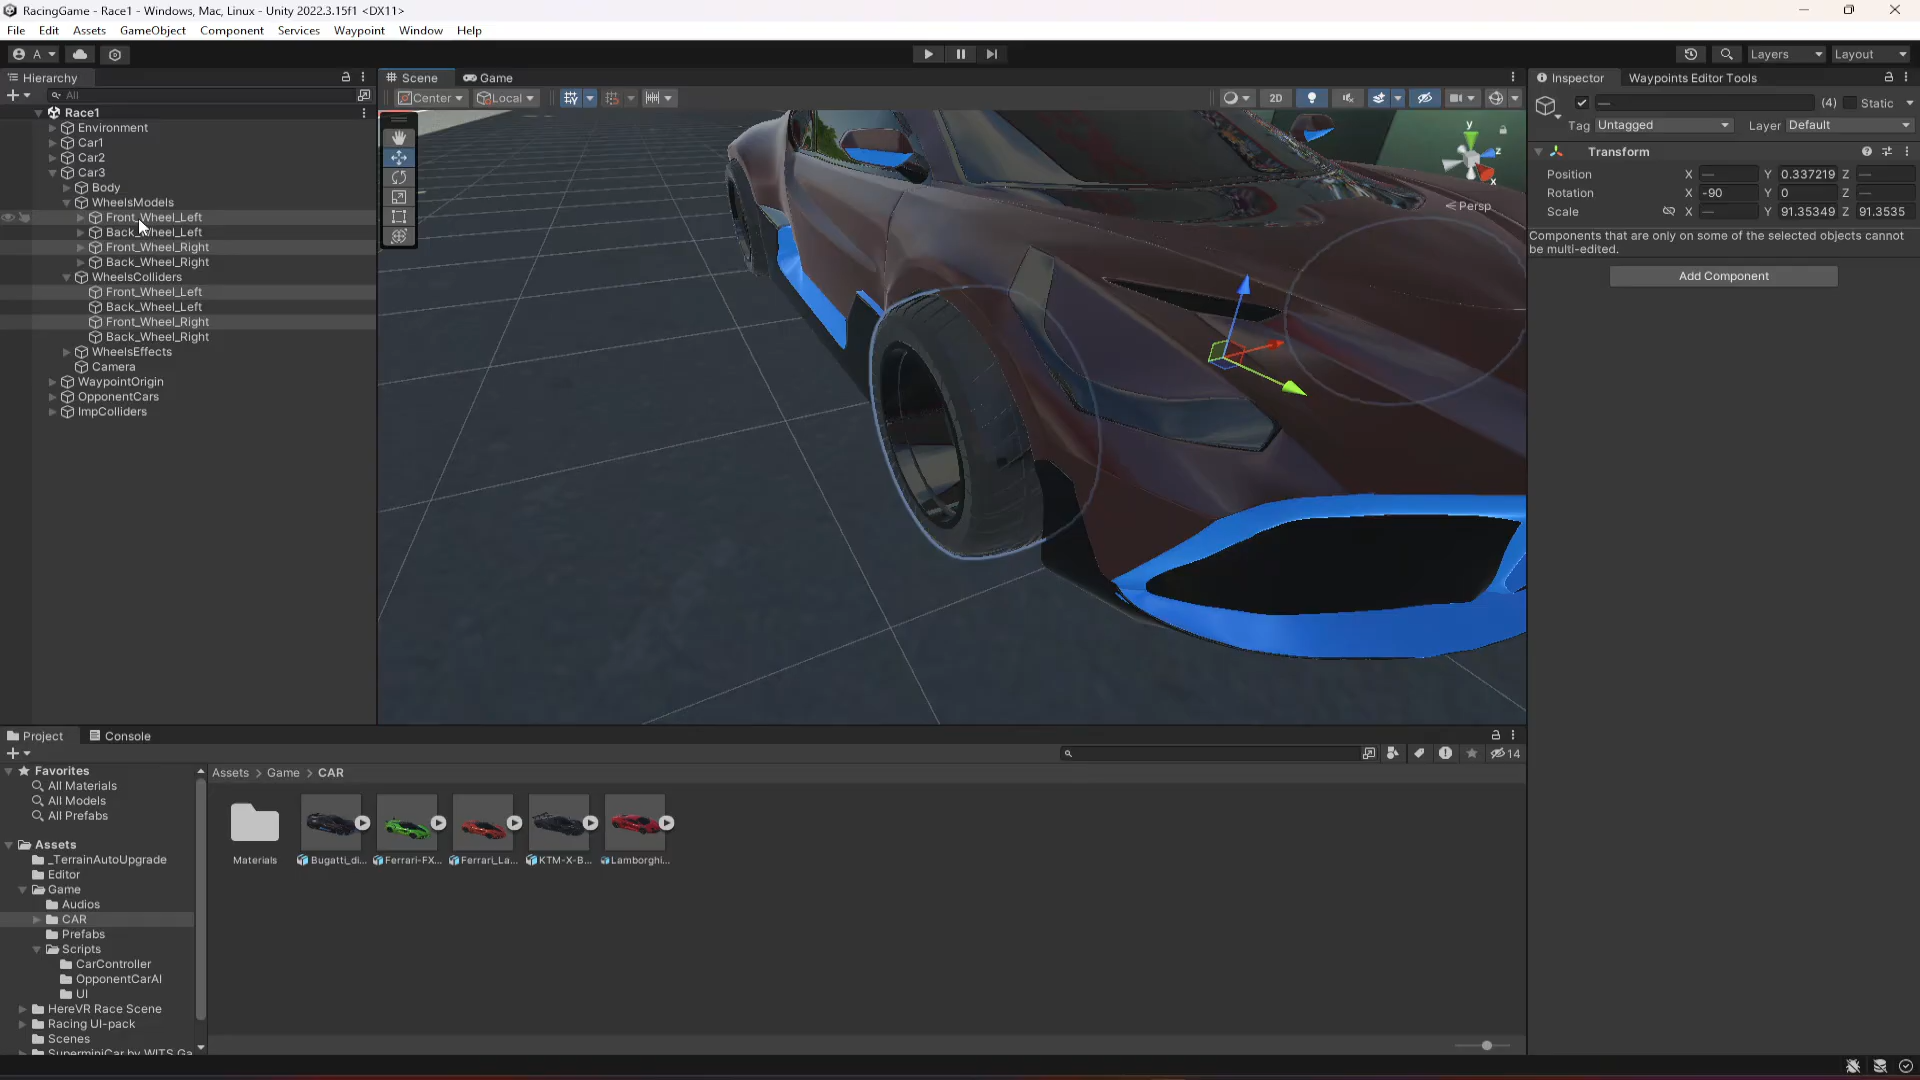 RacingGame - Race1 - Windows, Mac, Linux - Unity 2022.3.15f1 <DX11>
File Edit Assets GameObject Component Services Waypoint Window Help
A Layers Layout
Hierarchy
All
Race1
Environment
Car1
Car2
Car3
Body
WheelsModels
Front_Wheel_Left
Back_Wheel_Left
Front_Wheel_Right
Back_Wheel_Right
WheelsColliders
Front_Wheel_Left
Back_Wheel_Left
Front_Wheel_Right
Back_Wheel_Right
WheelsEffects
Camera
WaypointOrigin
OpponentCars
ImpColliders
Scene Game
Center Local 2D
y
z
x
Persp
Inspector Waypoints Editor Tools
— (4) Static
Tag Untagged Layer Default
Transform
Position X — Y 0.337219 Z —
Rotation X -90 Y 0 Z —
Scale X — Y 91.35349 Z 91.3535
Components that are only on some of the selected objects cannot
be multi-edited.
Add Component
Project Console
14
Favorites
All Materials
All Models
All Prefabs
Assets
_TerrainAutoUpgrade
Editor
Game
Audios
CAR
Prefabs
Scripts
CarController
OpponentCarAI
UI
HereVR Race Scene
Racing UI-pack
Scenes
SuperminiCar by WITS Ga
Assets > Game > CAR
Materials Bugatti_di... Ferrari-FX... Ferrari_La... KTM-X-B... Lamborghi...